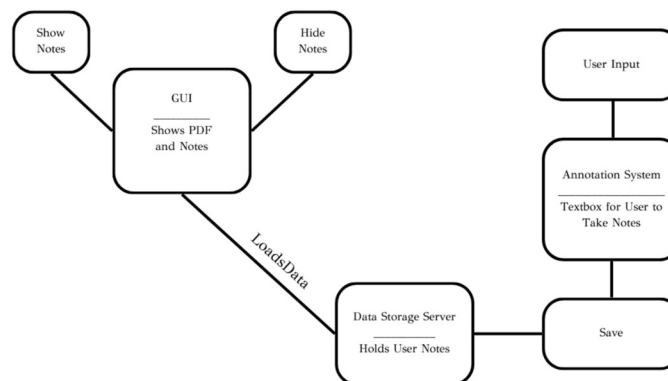 Show
Notes
Hide
Notes
GUI
Shows PDF
and Notes
User Input
Annotation System
Textbox for User to
Take Notes
LoadsData
Data Storage Server
Holds User Notes
Save